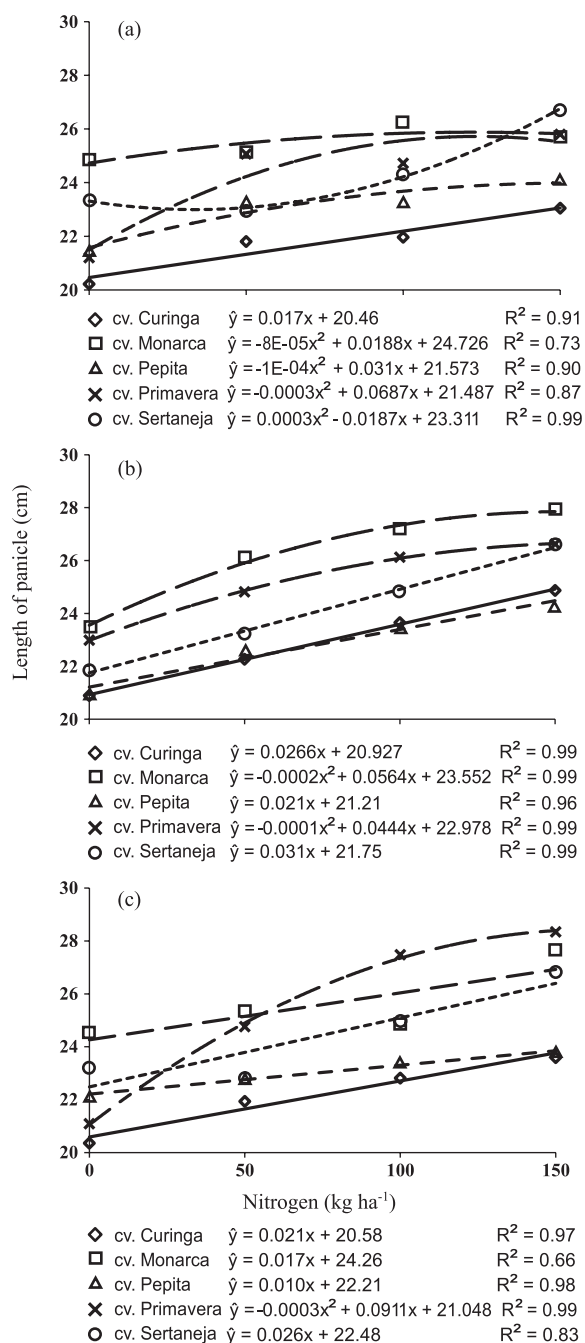 (a)
30
28
26
24
22
20
cv. Curinga ŷ = 0.017x + 20.46 R² = 0.91
cv. Monarca ŷ = -8E-05x² + 0.0188x + 24.726 R² = 0.73
cv. Pepita ŷ = -1E-04x² + 0.031x + 21.573 R² = 0.90
cv. Primavera ŷ = -0.0003x² + 0.0687x + 21.487 R² = 0.87
cv. Sertaneja ŷ = 0.0003x² - 0.0187x + 23.311 R² = 0.99
(b)
30
28
26
24
22
20
Length of panicle (cm)
cv. Curinga ŷ = 0.0266x + 20.927 R² = 0.99
cv. Monarca ŷ = -0.0002x² + 0.0564x + 23.552 R² = 0.99
cv. Pepita ŷ = 0.021x + 21.21 R² = 0.96
cv. Primavera ŷ = -0.0001x² + 0.0444x + 22.978 R² = 0.99
cv. Sertaneja ŷ = 0.031x + 21.75 R² = 0.99
(c)
30
28
26
24
22
20
0 50 100 150
Nitrogen (kg ha⁻¹)
cv. Curinga ŷ = 0.021x + 20.58 R² = 0.97
cv. Monarca ŷ = 0.017x + 24.26 R² = 0.66
cv. Pepita ŷ = 0.010x + 22.21 R² = 0.98
cv. Primavera ŷ = -0.0003x² + 0.0911x + 21.048 R² = 0.99
cv. Sertaneja ŷ = 0.026x + 22.48 R² = 0.83